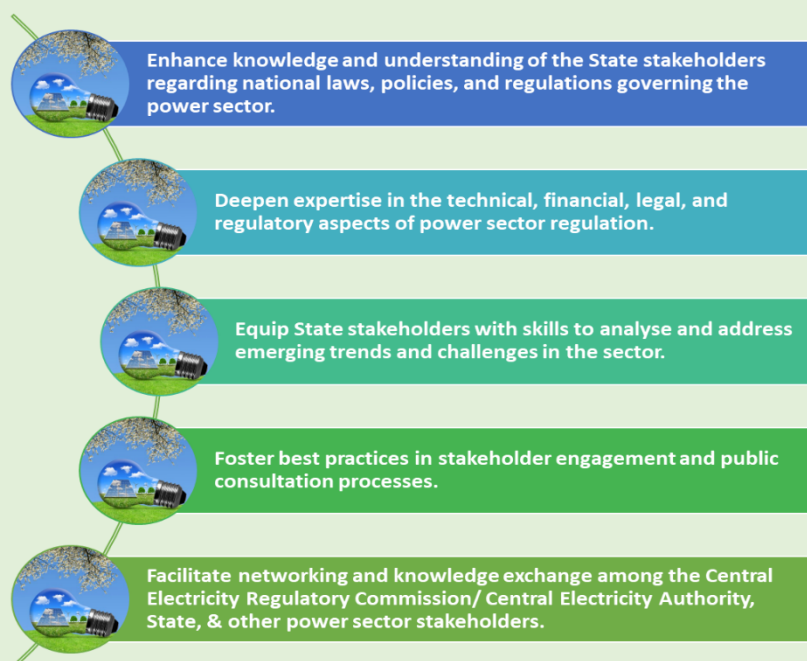 Enhance knowledge and understanding of the State stakeholders
regarding national laws, policies, and regulations governing the
power sector.
Deepen expertise in the technical, financial, legal, and
regulatory aspects of power sector regulation.
Equip State stakeholders with skills to analyse and address
emerging trends and challenges in the sector.
Foster best practices in stakeholder engagement and public
consultation processes.
Facilitate networking and knowledge exchange among the Central
Electricity Regulatory Commission/ Central Electricity Authority,
State, & other power sector stakeholders.